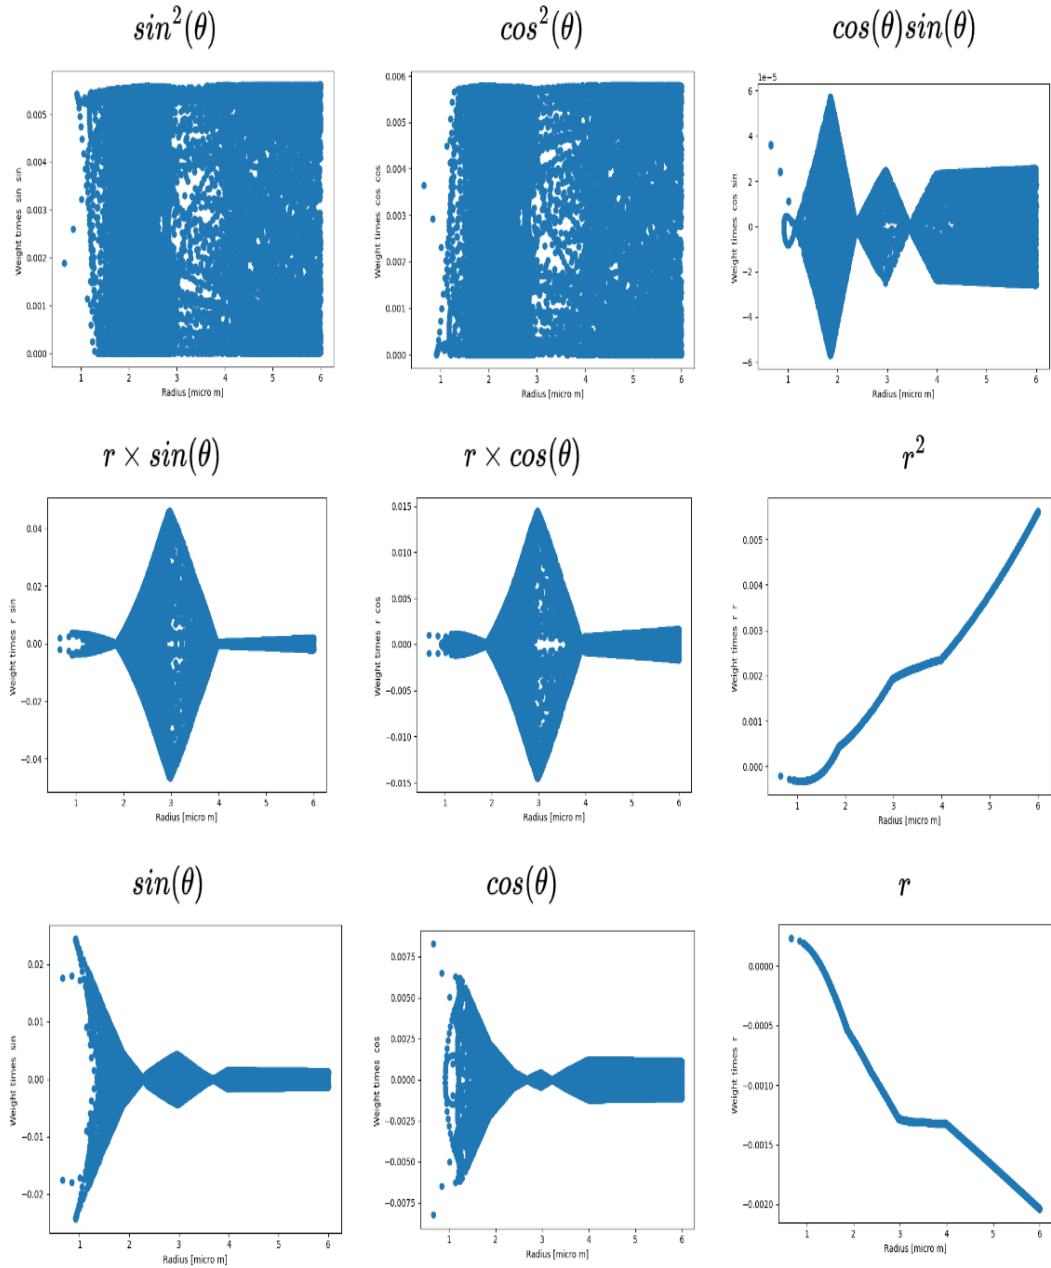 sin²(θ)
cos²(θ)
cos(θ)sin(θ)
Weight times sin sin
0.005
0.004
0.003
0.002
0.001
0.000
1 2 3 4 5 6
Radius [micro m]
Weight times cos cos
0.006
0.005
0.004
0.003
0.002
0.001
0.000
1 2 3 4 5 6
Radius [micro m]
1e−5
Weight times cos sin
6
4
2
0
−2
−4
−6
1 2 3 4 5 6
Radius [micro m]
r × sin(θ)
r × cos(θ)
r²
Weight times r sin
0.04
0.02
0.00
−0.02
−0.04
1 2 3 4 5 6
Radius [micro m]
Weight times r cos
0.015
0.010
0.005
0.000
−0.005
−0.010
−0.015
1 2 3 4 5 6
Radius [micro m]
Weight times r r
0.005
0.004
0.003
0.002
0.001
0.000
1 2 3 4 5 6
Radius [micro m]
sin(θ)
cos(θ)
r
Weight times sin
0.02
0.01
0.00
−0.01
−0.02
1 2 3 4 5 6
Radius [micro m]
Weight times cos
0.0075
0.0050
0.0025
0.0000
−0.0025
−0.0050
−0.0075
1 2 3 4 5 6
Radius [micro m]
Weight times r
0.0000
−0.0005
−0.0010
−0.0015
−0.0020
1 2 3 4 5 6
Radius [micro m]